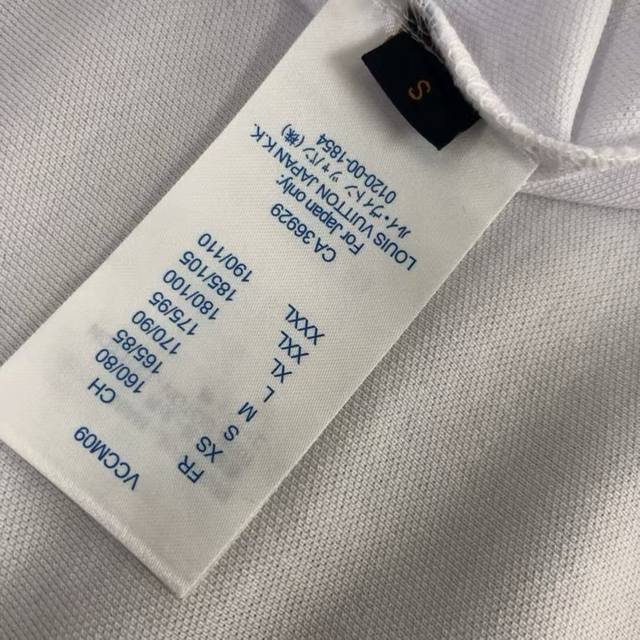 VCCM09
FR CH
XS 160/80
S 165/85
M 170/90
L 175/95
XL 180/100
XXL 185/105
XXXL 190/110
CA 36929
For Japan only:
LOUIS VUITTON JAPAN K.K.
ルイ・ヴィトン ジャパン (株)
0120-00-1854
S